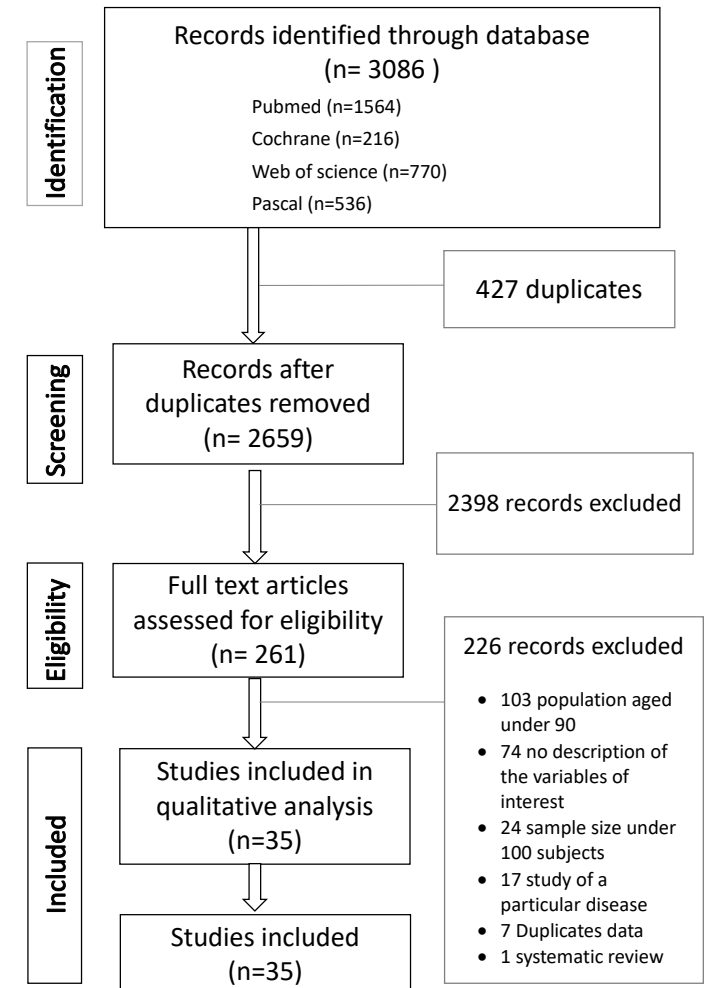 Identification
Records identified through database
(n= 3086 )
Pubmed (n=1564)
Cochrane (n=216)
Web of science (n=770)
Pascal (n=536)
427 duplicates
Screening
Records after
duplicates removed
(n= 2659)
2398 records excluded
Eligibility
Full text articles
assessed for eligibility
(n= 261)
226 records excluded
• 103 population aged
under 90
• 74 no description of
the variables of
interest
• 24 sample size under
100 subjects
• 17 study of a
particular disease
• 7 Duplicates data
• 1 systematic review
Included
Studies included in
qualitative analysis
(n=35)
Studies included
(n=35)